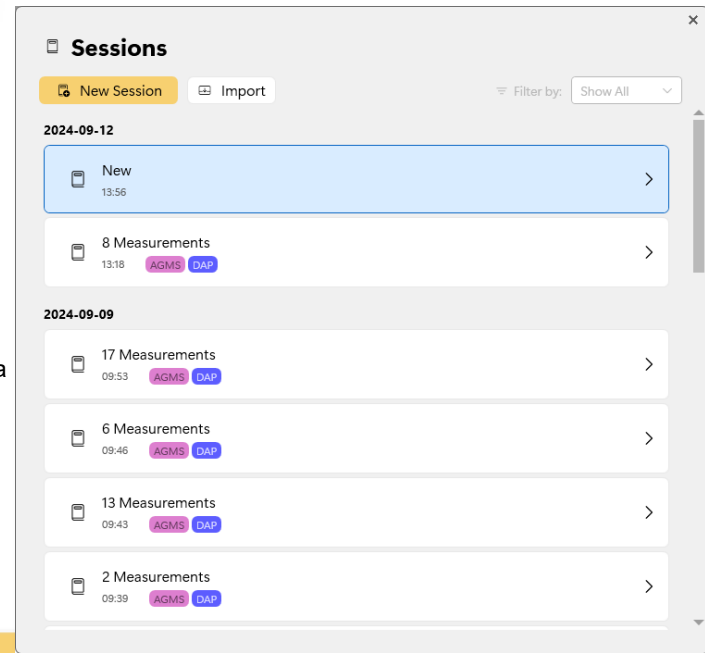 Sessions
New Session Import Filter by: Show All
2024-09-12
New
13:56
8 Measurements
13:18 AGMS DAP
2024-09-09
17 Measurements
a
09:53 AGMS DAP
6 Measurements
09:46 AGMS DAP
13 Measurements
09:43 AGMS DAP
2 Measurements
09:39 AGMS DAP